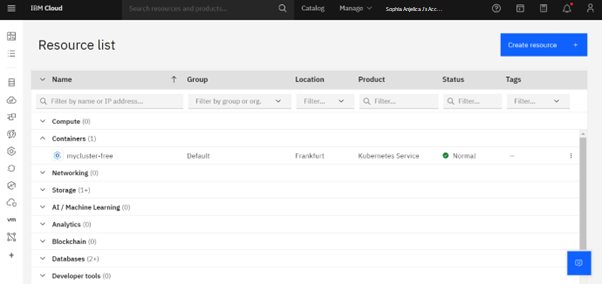 IBM Cloud Search resources and products... Catalog Manage Sophia Anjelica J's Acc...
Resource list
Create resource +
Name Group Location Product Status Tags
Filter by name or IP address... Filter by group or org. Filter... Filter... Filter... Filter...
Compute (0)
Containers (1)
mycluster-free Default Frankfurt Kubernetes Service Normal --
Networking (0)
Storage (1+)
AI / Machine Learning (0)
Analytics (0)
Blockchain (0)
vm
Databases (2+)
Developer tools (0)